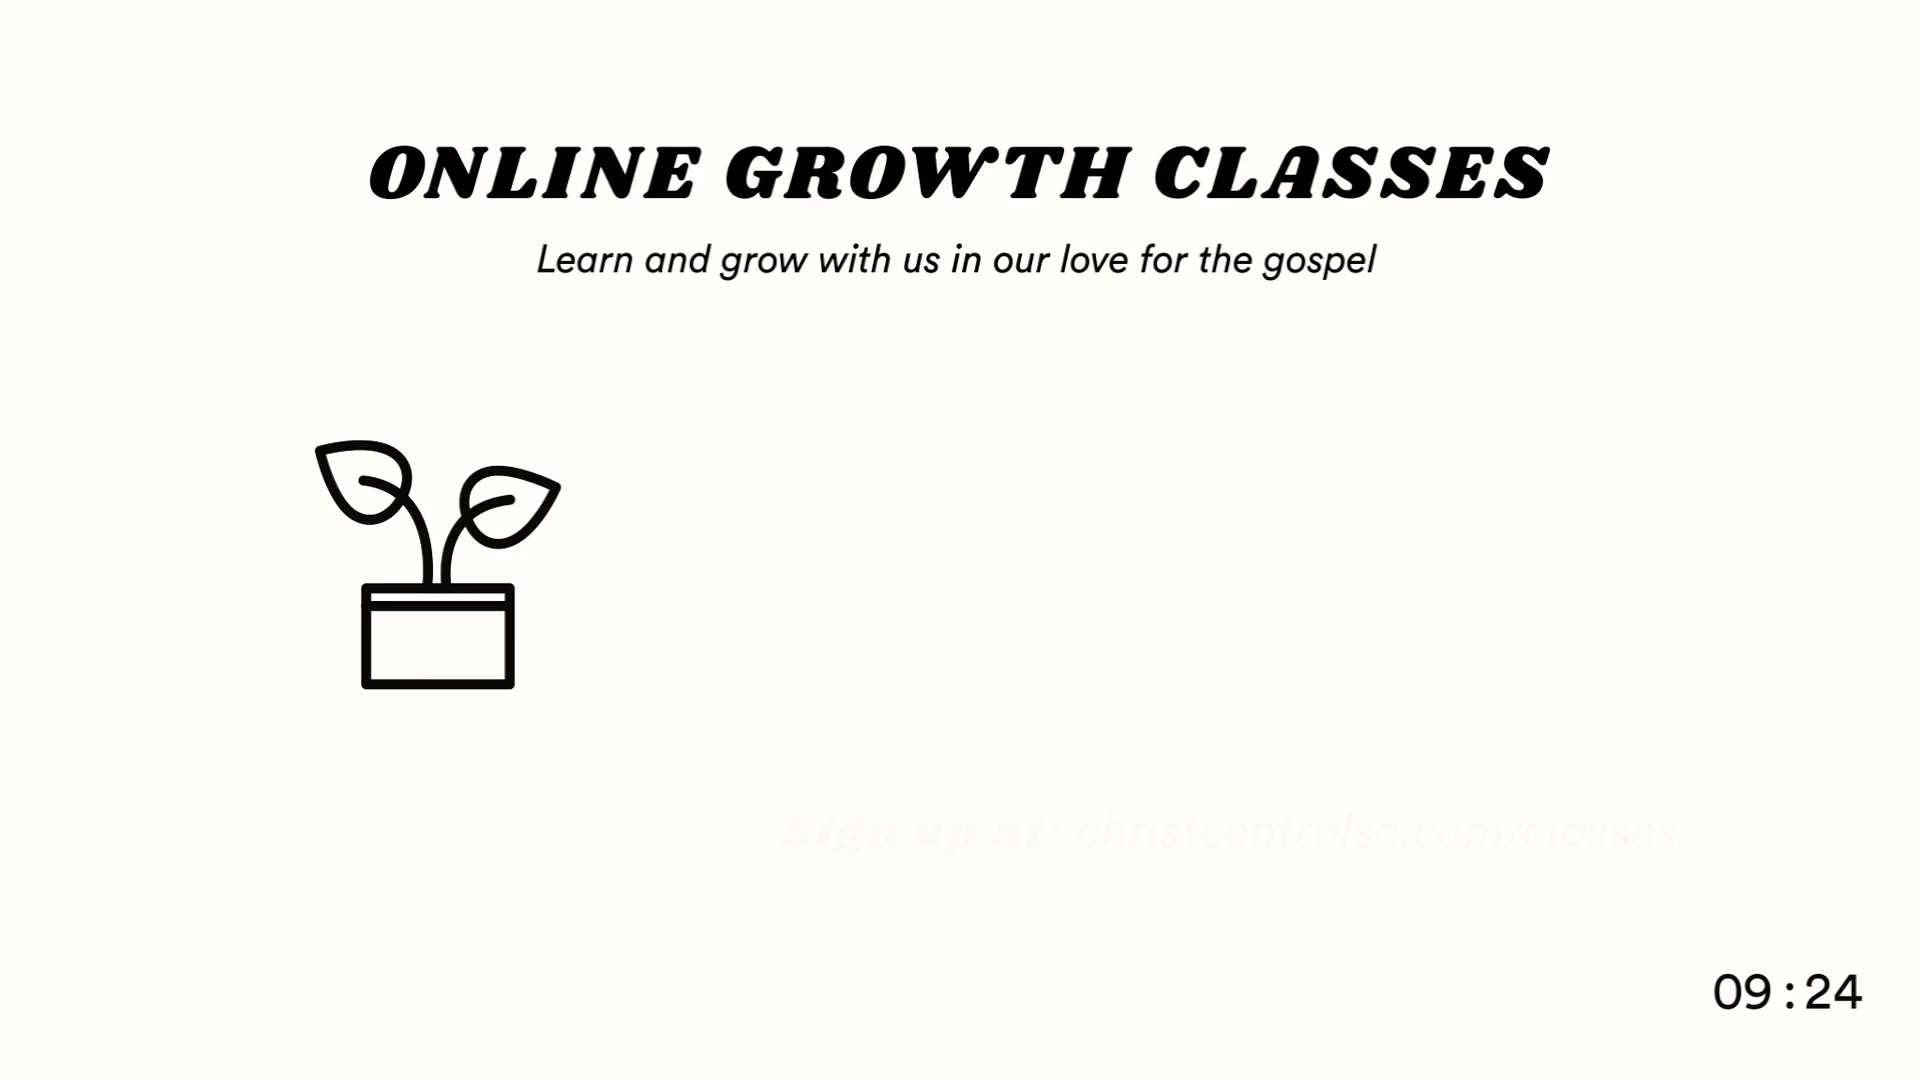 ONLINE GROWTH CLASSES
Learn and grow with us in our love for the gospel
Sign up at: christcentralsc.com/classes
09:24